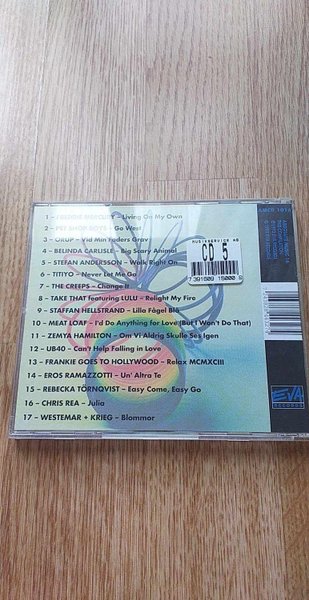 1 – FREDDIE MERCURY – Living On My Own
2 – PET SHOP BOYS – Go West
3 – ORUP – Vid Min Faders Grav
4 – BELINDA CARLISLE – Big Scary Animal
5 – STEFAN ANDERSSON – Walk Right On
6 – TITIYO – Never Let Me Go
7 – THE CREEPS – Change It
8 – TAKE THAT featuring LULU – Relight My Fire
9 – STAFFAN HELLSTRAND – Lilla Fågel Blå
10 – MEAT LOAF – I'd Do Anything for Love (But I Won't Do That)
11 – ZEMYA HAMILTON – Om Vi Aldrig Skulle Ses Igen
12 – UB40 – Can't Help Falling in Love
13 – FRANKIE GOES TO HOLLYWOOD – Relax MCMXCIII
14 – EROS RAMAZZOTTI – Un' Altra Te
15 – REBECKA TÖRNQVIST – Easy Come, Easy Go
16 – CHRIS REA – Julia
17 – WESTEMAR + KRIEG – Blommor
MUSIKSERVICE AB
CD 5
EVA
RECORDS